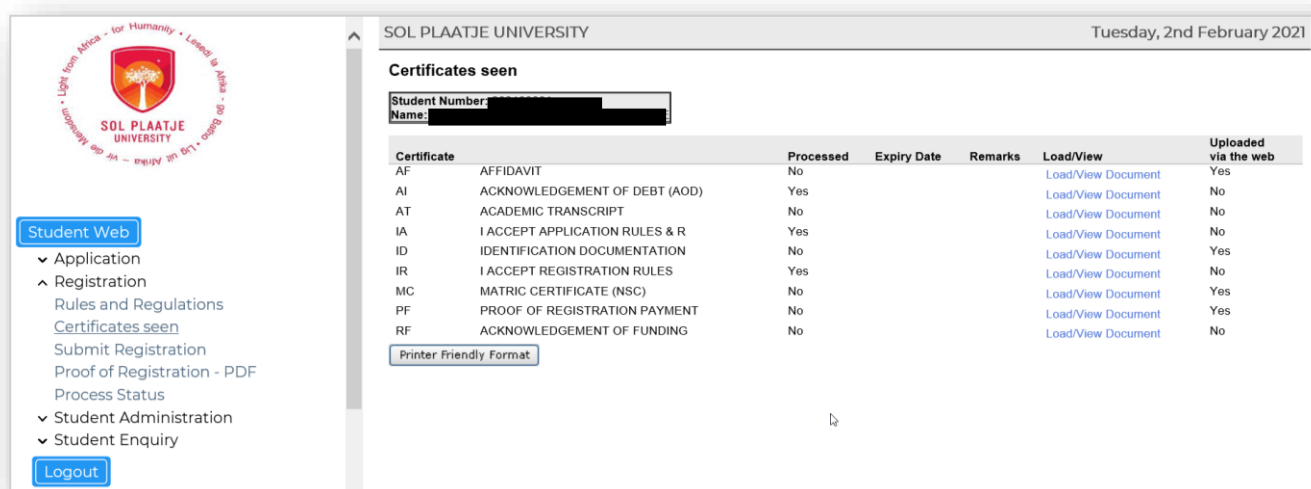 Light from Africa - for Humanity • Lesedi la Afrika - go Batho • Lig uit Afrika - vir die Mensdom •
SOL PLAATJE
UNIVERSITY
Student Web
Application
Registration
Rules and Regulations
Certificates seen
Submit Registration
Proof of Registration - PDF
Process Status
Student Administration
Student Enquiry
Logout
SOL PLAATJE UNIVERSITY Tuesday, 2nd February 2021
Certificates seen
Student Number:
Name:
Certificate Processed Expiry Date Remarks Load/View Uploaded via the web
AF AFFIDAVIT No Load/View Document Yes
AI ACKNOWLEDGEMENT OF DEBT (AOD) Yes Load/View Document No
AT ACADEMIC TRANSCRIPT No Load/View Document No
IA I ACCEPT APPLICATION RULES & R Yes Load/View Document No
ID IDENTIFICATION DOCUMENTATION No Load/View Document Yes
IR I ACCEPT REGISTRATION RULES Yes Load/View Document No
MC MATRIC CERTIFICATE (NSC) No Load/View Document Yes
PF PROOF OF REGISTRATION PAYMENT No Load/View Document Yes
RF ACKNOWLEDGEMENT OF FUNDING No Load/View Document No
Printer Friendly Format